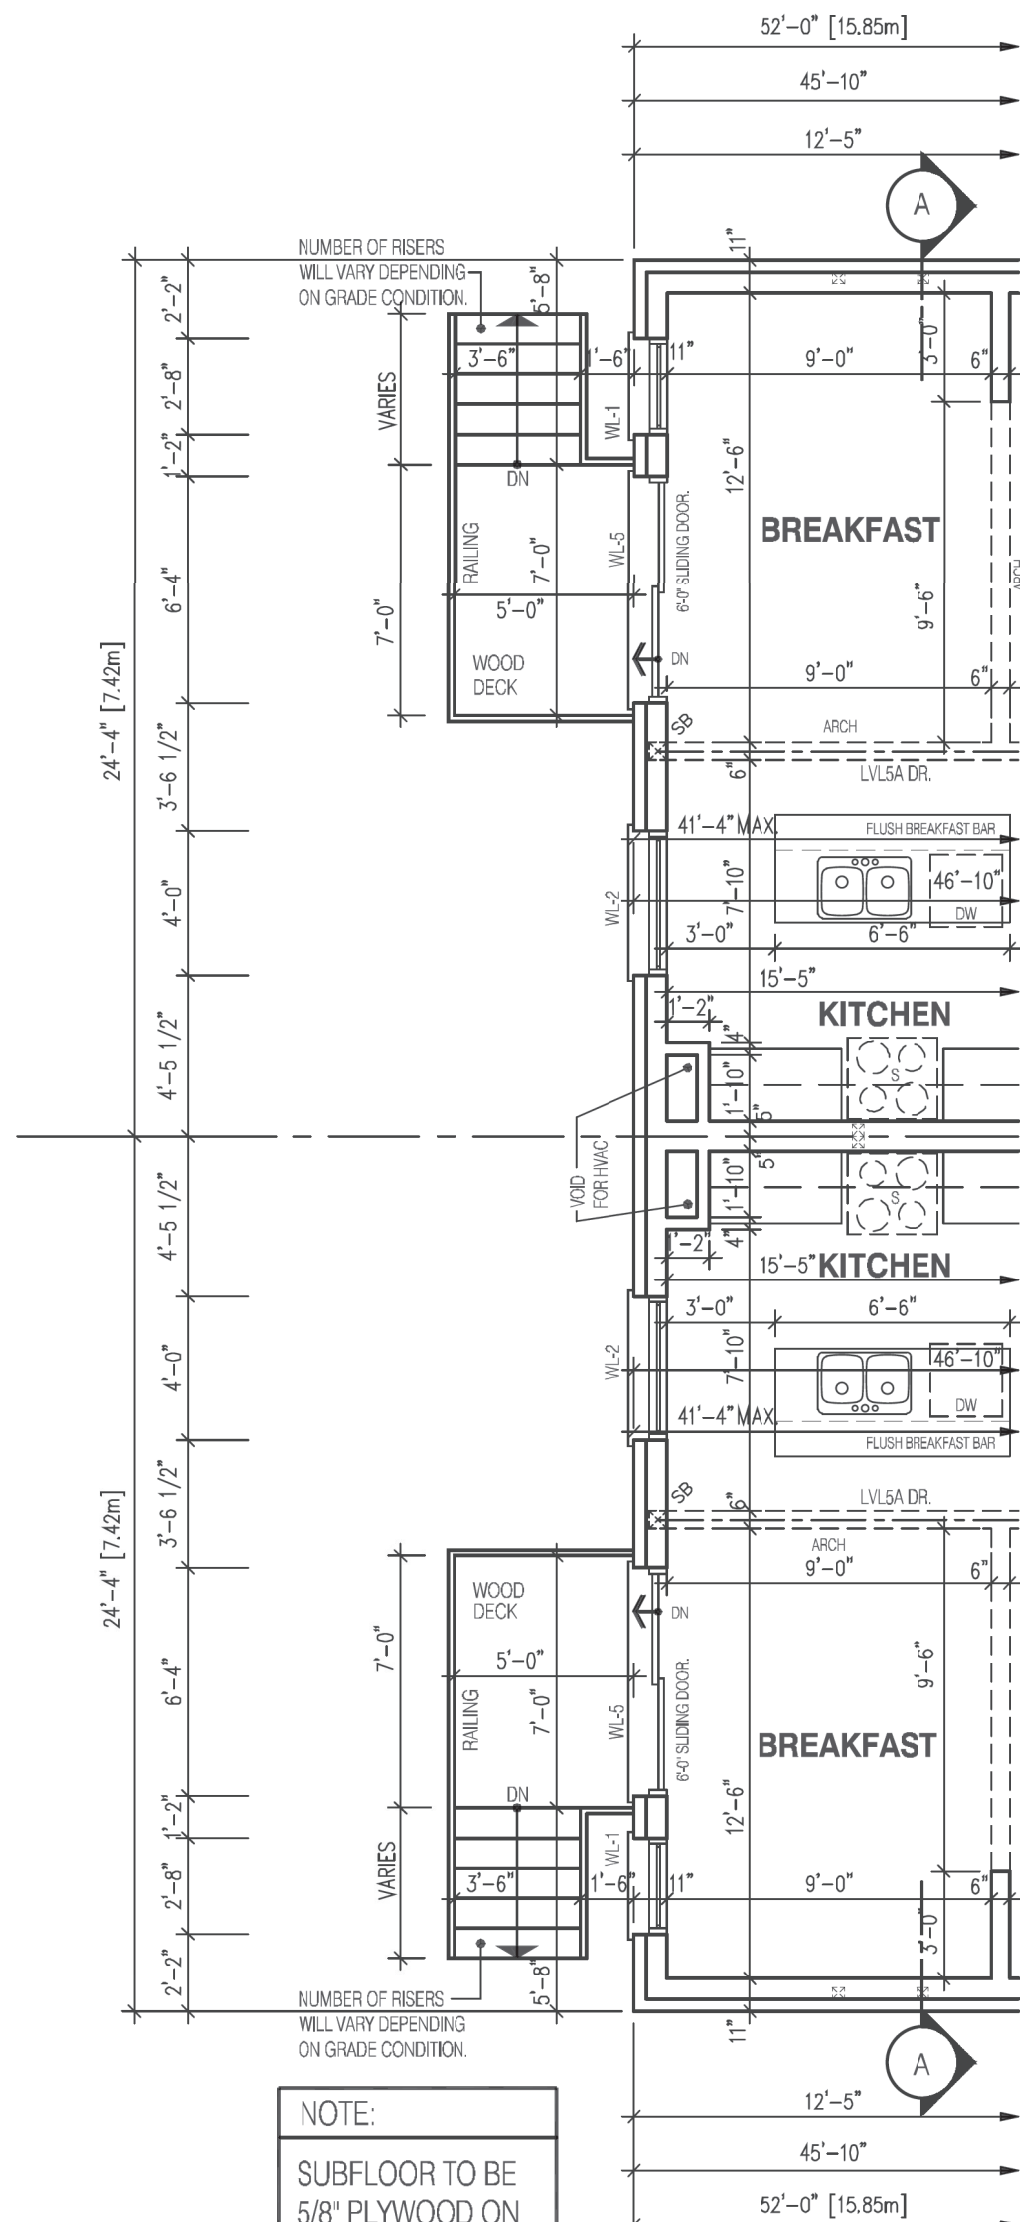 52'-0" [15.85m]
45'-10"
12'-5"
A
NUMBER OF RISERS
WILL VARY DEPENDING
ON GRADE CONDITION.
5'-8"
11"
2'-2"
2'-8"
1'-2"
6'-4"
3'-6 1/2"
4'-0"
4'-5 1/2"
24'-4" [7.42m]
VARIES
3'-6"
1'-6"
11"
9'-0"
6"
3'-0"
WL-1
DN
12'-6"
BREAKFAST
RAILING
7'-0"
WL-5
6'-0" SLIDING DOOR.
ARCH
7'-0"
5'-0"
9'-6"
WOOD
DECK
DN
9'-0"
6"
SB
ARCH
6"
LVL5A DR.
41'-4" MAX.
FLUSH BREAKFAST BAR
WL-2
7'-10"
46'-10"
DW
3'-0"
6'-6"
15'-5"
1'-2"
KITCHEN
4"
1'-10"
S
5"
VOID
FOR HVAC
5"
1'-10"
S
4"
1'-2"
15'-5"
KITCHEN
3'-0"
6'-6"
WL-2
7'-10"
46'-10"
DW
41'-4" MAX.
FLUSH BREAKFAST BAR
4'-5 1/2"
4'-0"
3'-6 1/2"
24'-4" [7.42m]
6'-4"
1'-2"
2'-8"
2'-2"
SB
6"
LVL5A DR.
ARCH
9'-0"
6"
WOOD
DECK
DN
7'-0"
5'-0"
9'-6"
RAILING
7'-0"
WL-5
6'-0" SLIDING DOOR.
BREAKFAST
DN
12'-6"
VARIES
WL-1
3'-6"
1'-6"
11"
9'-0"
6"
3'-0"
5'-8"
NUMBER OF RISERS
WILL VARY DEPENDING
ON GRADE CONDITION.
11"
A
12'-5"
45'-10"
52'-0" [15.85m]
NOTE:
SUBFLOOR TO BE
5/8" PLYWOOD ON